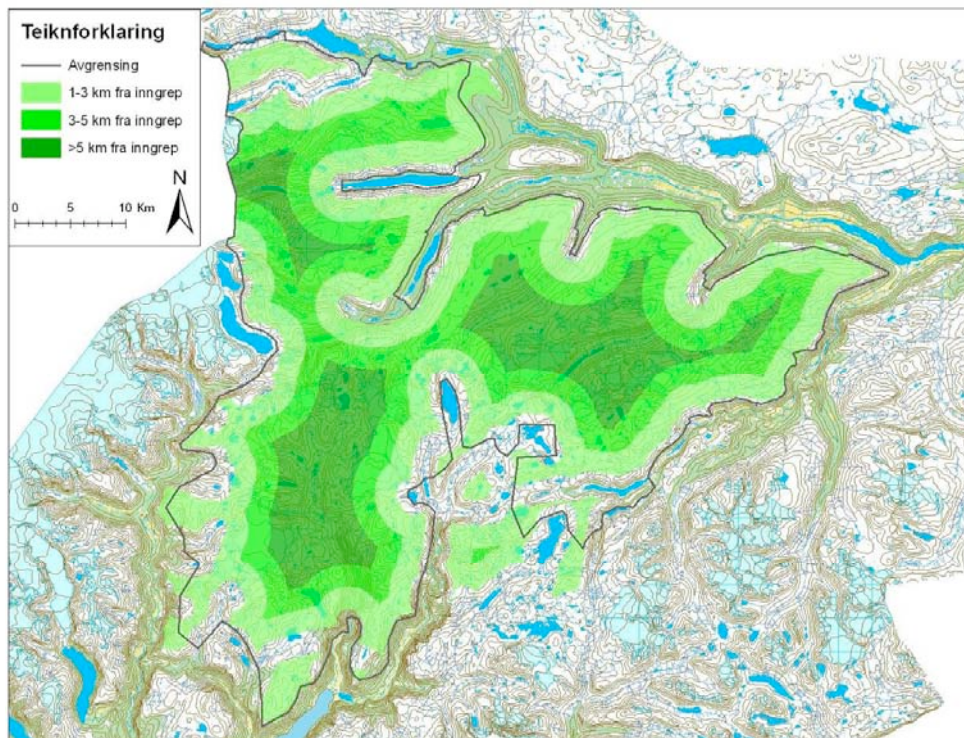 Teiknforklaring
Avgrensing
1-3 km fra inngrep
3-5 km fra inngrep
>5 km fra inngrep
N
0 5 10 Km